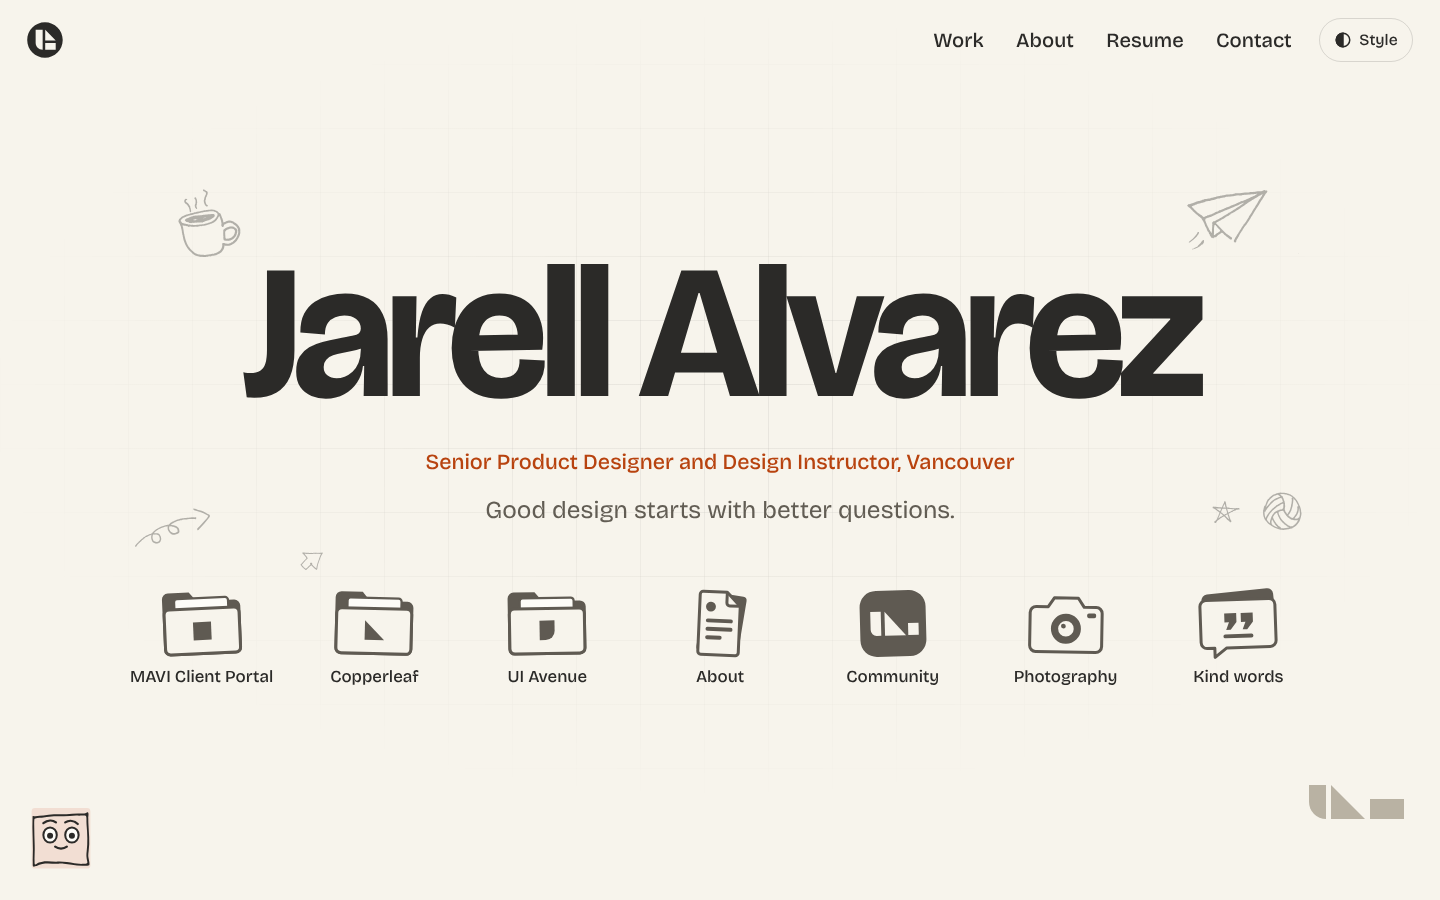 Work About Resume Contact Style
Jarell Alvarez
Senior Product Designer and Design Instructor, Vancouver
Good design starts with better questions.
MAVI Client Portal Copperleaf UI Avenue About Community Photography Kind words